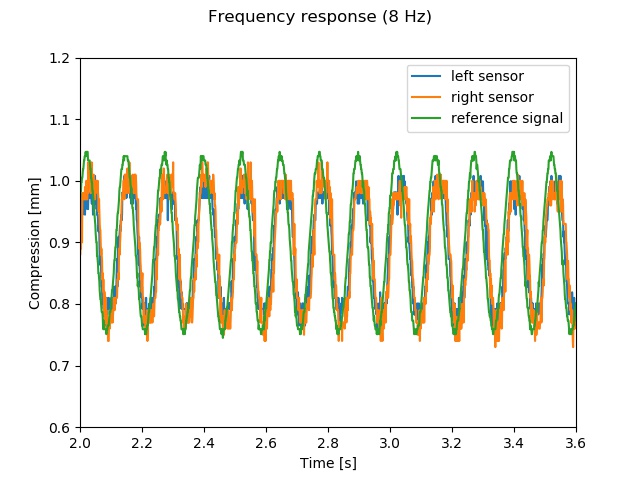 Frequency response (8 Hz)
1.2
1.1
1.0
0.9
0.8
0.7
0.6
Compression [mm]
left sensor
right sensor
reference signal
2.0 2.2 2.4 2.6 2.8 3.0 3.2 3.4 3.6
Time [s]